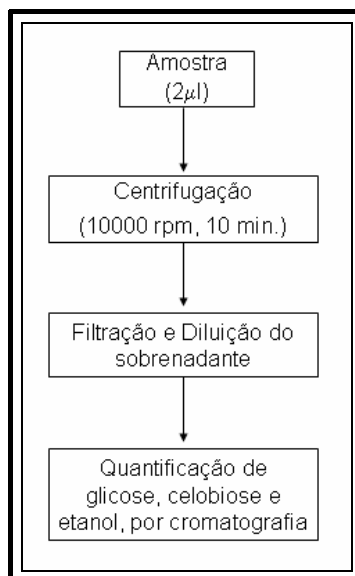 Amostra
(2μl)
Centrifugação
(10000 rpm, 10 min.)
Filtração e Diluição do
sobrenadante
Quantificação de
glicose, celobiose e
etanol, por cromatografia